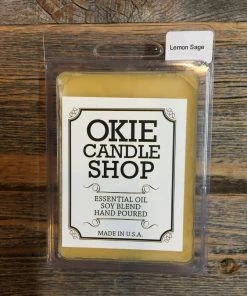 Lemon Sage
OKIE
CANDLE
SHOP
ESSENTIAL OIL
SOY BLEND
HAND POURED
MADE IN U.S.A.